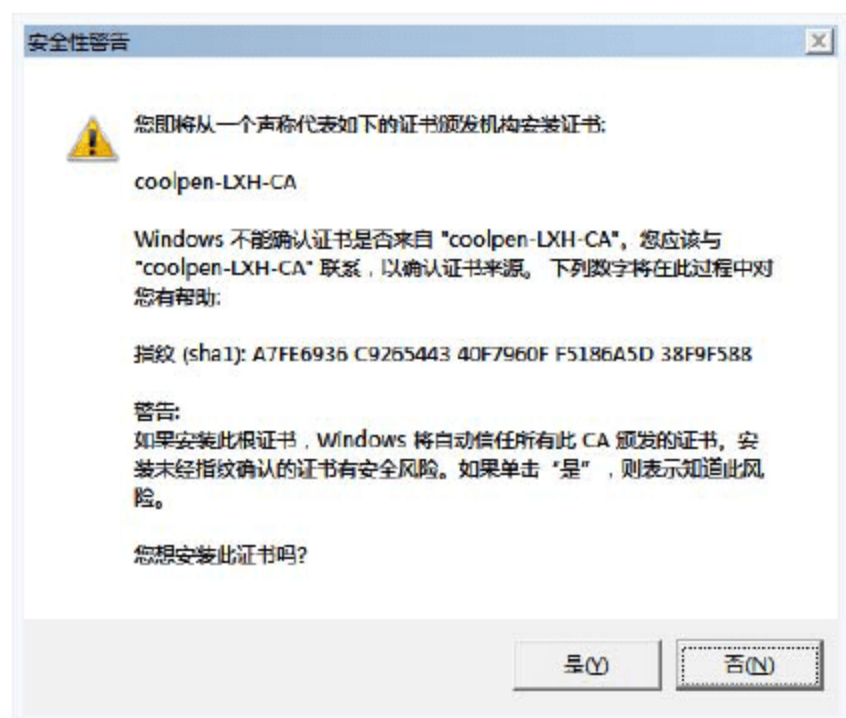 安全性警告
您即将从一个声称代表如下的证书颁发机构安装证书:
coolpen-LXH-CA
Windows 不能确认证书是否来自 "coolpen-LXH-CA"。您应该与
"coolpen-LXH-CA" 联系，以确认证书来源。 下列数字将在此过程中对
您有帮助:
指纹 (sha1): A7FE6936 C9265443 40F7960F F5186A5D 38F9F588
警告:
如果安装此根证书，Windows 将自动信任所有此 CA 颁发的证书。安
装未经指纹确认的证书有安全风险。如果单击“是”，则表示知道此风
险。
您想安装此证书吗?
是(Y)
否(N)